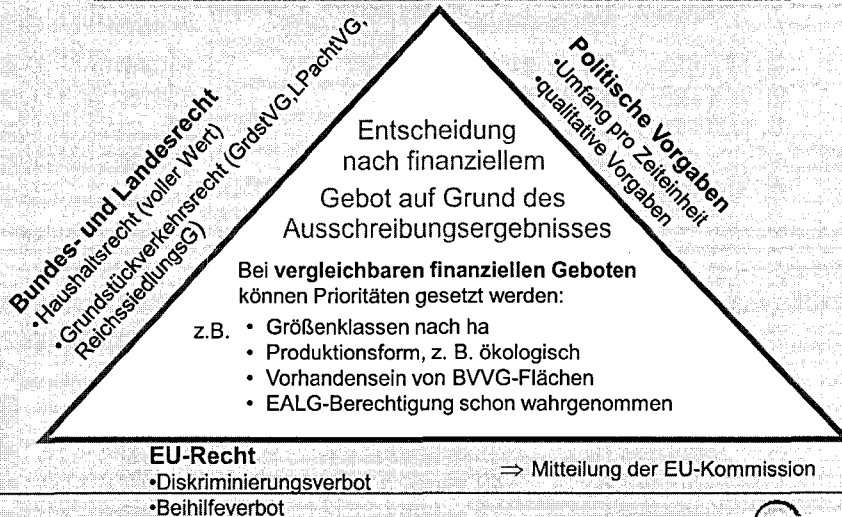 Bundes- und Landesrecht
•Haushaltsrecht (voller Wert)
•Grundstückverkehrsrecht (GrdstVG,LPachtVG,
ReichssiedlungsG)
Politische Vorgaben
•Umfang pro Zeiteinheit
•qualitative Vorgaben
Entscheidung
nach finanziellem
Gebot auf Grund des
Ausschreibungsergebnisses
Bei vergleichbaren finanziellen Geboten
können Prioritäten gesetzt werden:
z.B. • Größenklassen nach ha
• Produktionsform, z. B. ökologisch
• Vorhandensein von BVVG-Flächen
• EALG-Berechtigung schon wahrgenommen
EU-Recht
•Diskriminierungsverbot ⇒ Mitteilung der EU-Kommission
•Beihilfeverbot